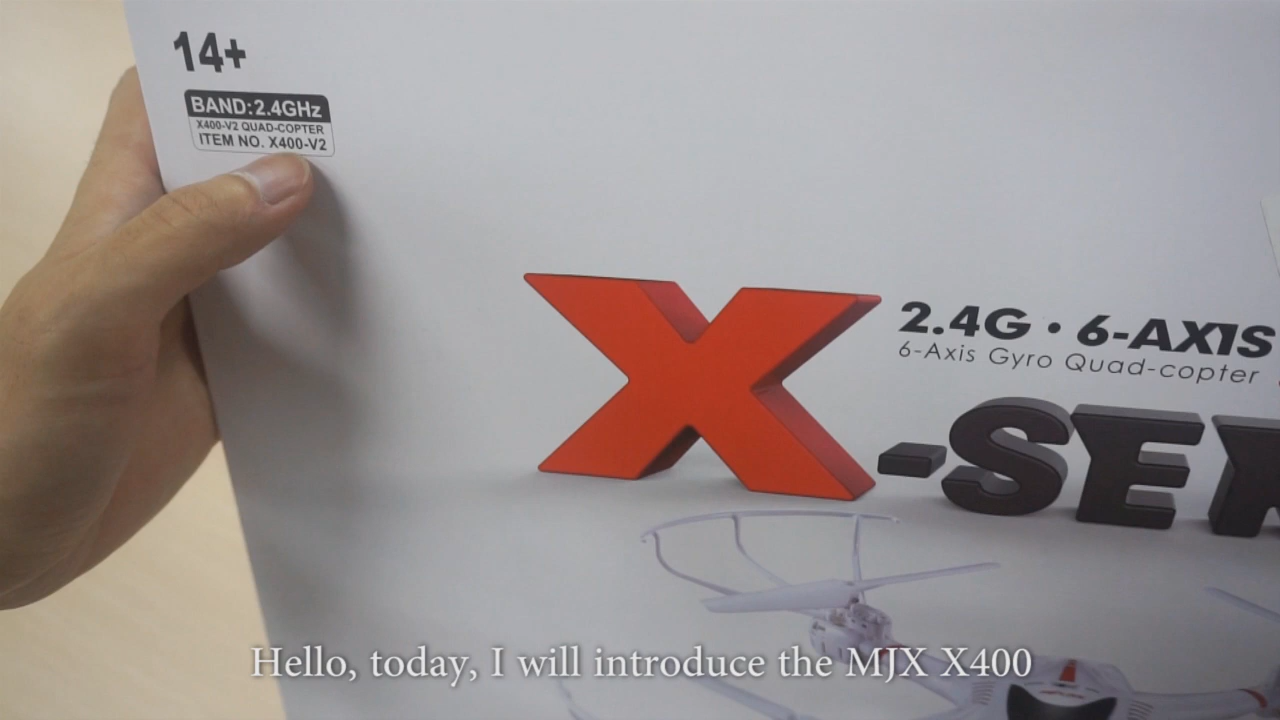 14+
BAND:2.4GHz
X400-V2 QUAD-COPTER
ITEM NO. X400-V2
2.4G · 6-AXIS
6-Axis Gyro Quad-copter
X-SER
Hello, today, I will introduce the MJX X400